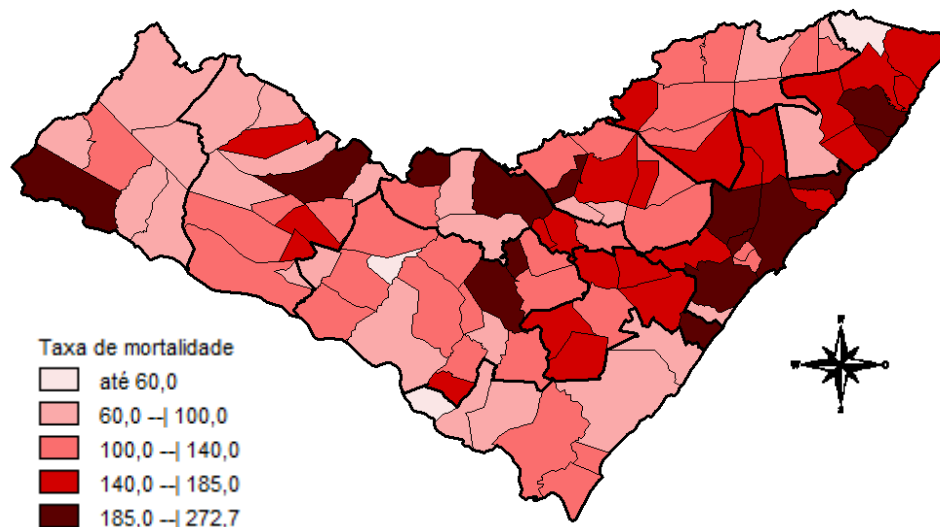 Taxa de mortalidade
até 60,0
60,0 --| 100,0
100,0 --| 140,0
140,0 --| 185,0
185,0 --| 272,7